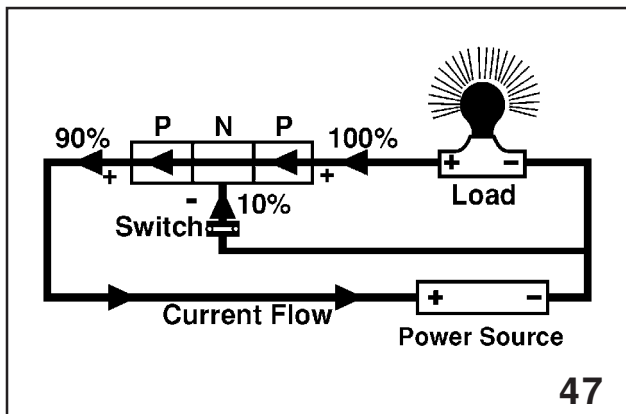 P N P
90% 100%
+ +
+ -
- 10%
Load
Switch
+ -
Current Flow
Power Source
47